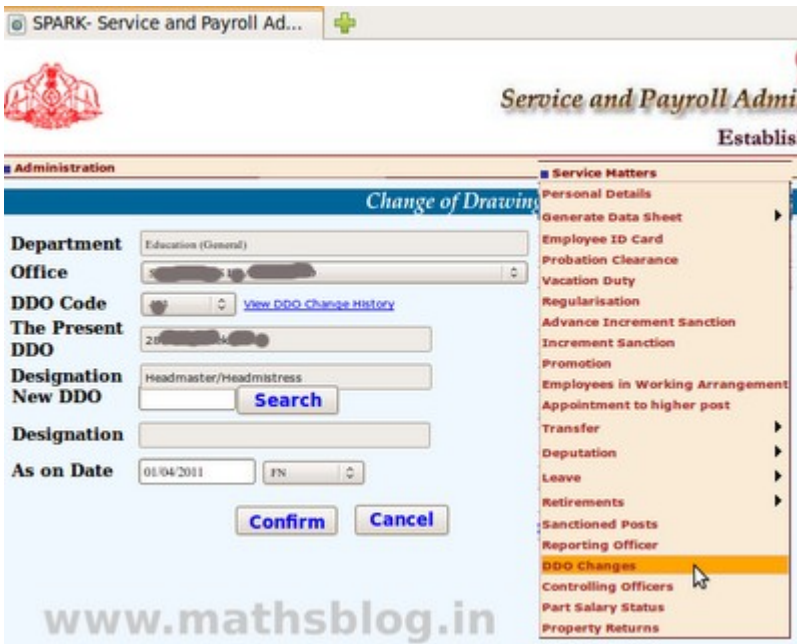 SPARK- Service and Payroll Ad...
Service and Payroll Admi
Establis
Administration
Service Matters
Change of Drawing
Department
Education (General)
Office
DDO Code
View DDO Change History
The Present
DDO
Designation
Headmaster/Headmistress
New DDO
Search
Designation
As on Date
01/04/2011
FN
Confirm
Cancel
Personal Details
Generate Data Sheet
Employee ID Card
Probation Clearance
Vacation Duty
Regularisation
Advance Increment Sanction
Increment Sanction
Promotion
Employees in Working Arrangement
Appointment to higher post
Transfer
Deputation
Leave
Retirements
Sanctioned Posts
Reporting Officer
DDO Changes
Controlling Officers
Part Salary Status
Property Returns
www.mathsblog.in